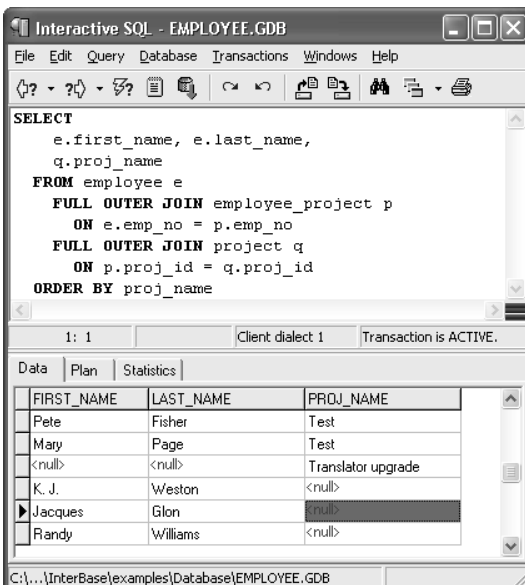 Interactive SQL - EMPLOYEE.GDB
File Edit Query Database Transactions Windows Help
SELECT
e.first_name, e.last_name,
q.proj_name
FROM employee e
FULL OUTER JOIN employee_project p
ON e.emp_no = p.emp_no
FULL OUTER JOIN project q
ON p.proj_id = q.proj_id
ORDER BY proj_name
1: 1 Client dialect 1 Transaction is ACTIVE.
Data Plan Statistics
FIRST_NAME LAST_NAME PROJ_NAME
Pete Fisher Test
Mary Page Test
<null> <null> Translator upgrade
K. J. Weston <null>
Jacques Glon <null>
Randy Williams <null>
C:\...\InterBase\examples\Database\EMPLOYEE.GDB